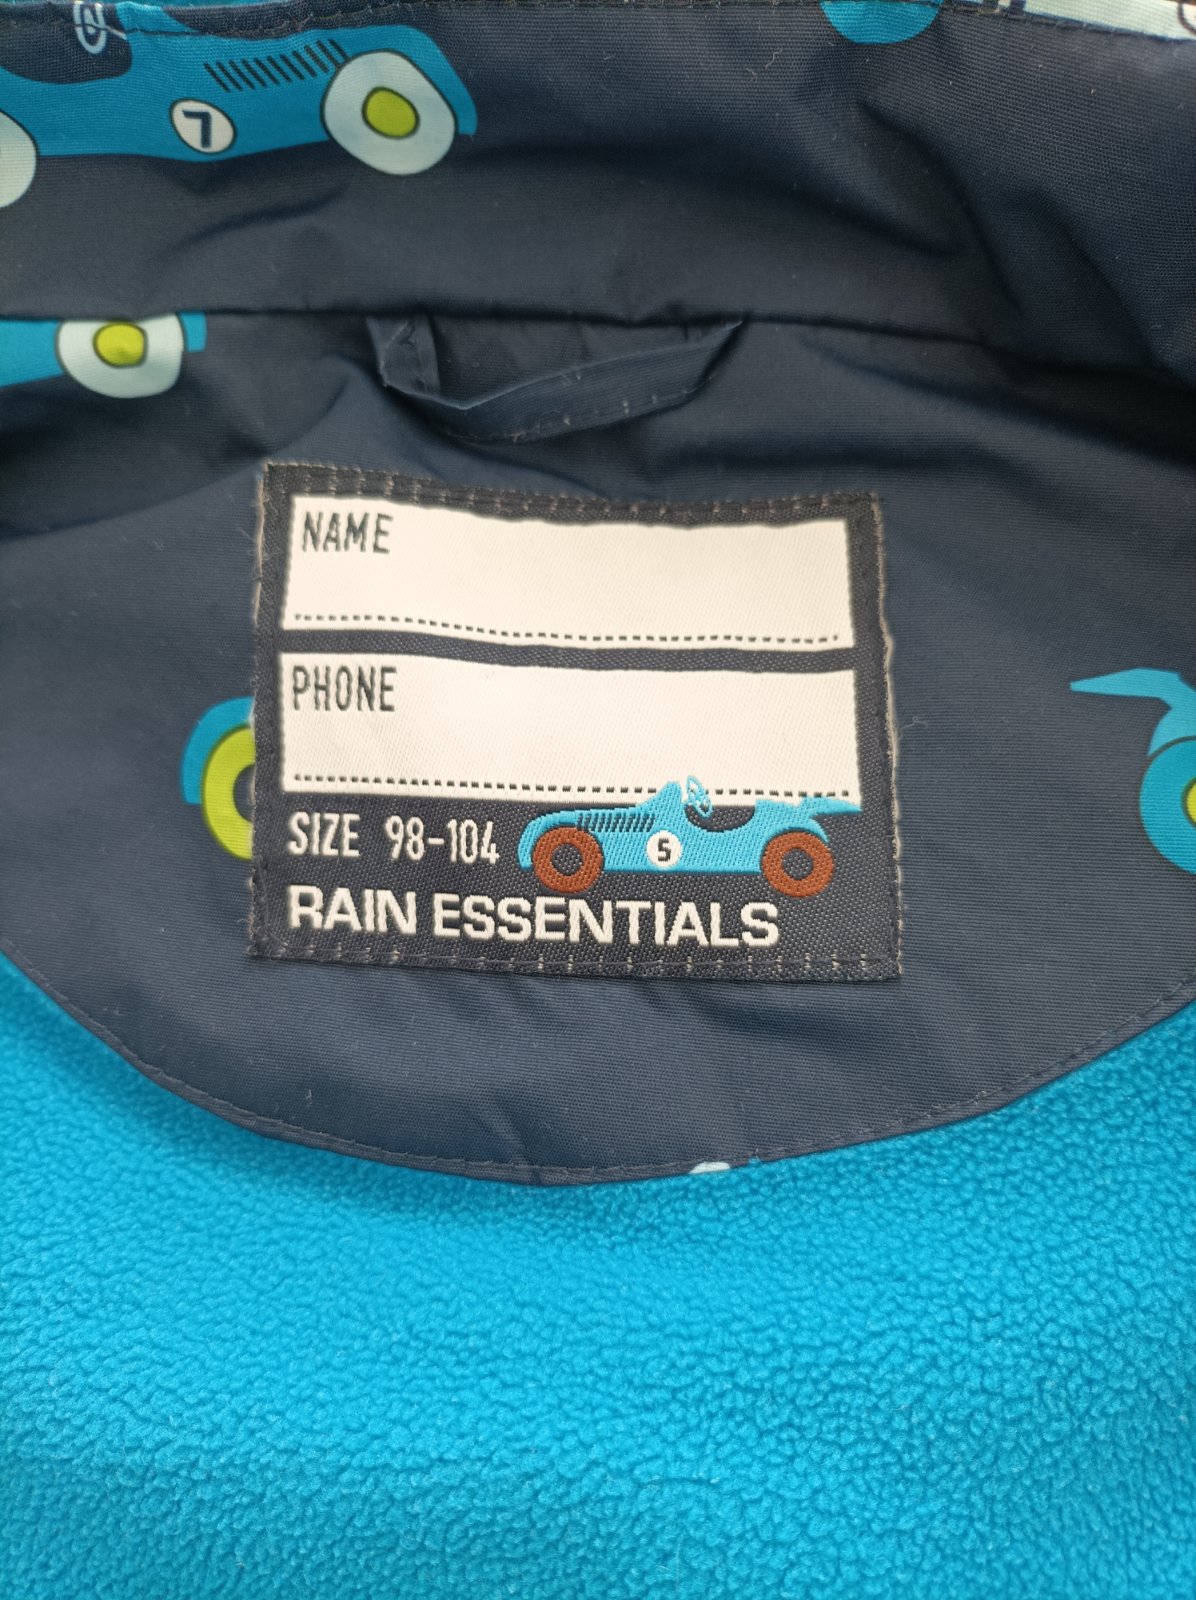 7
NAME
PHONE
SIZE 98-104
5
RAIN ESSENTIALS